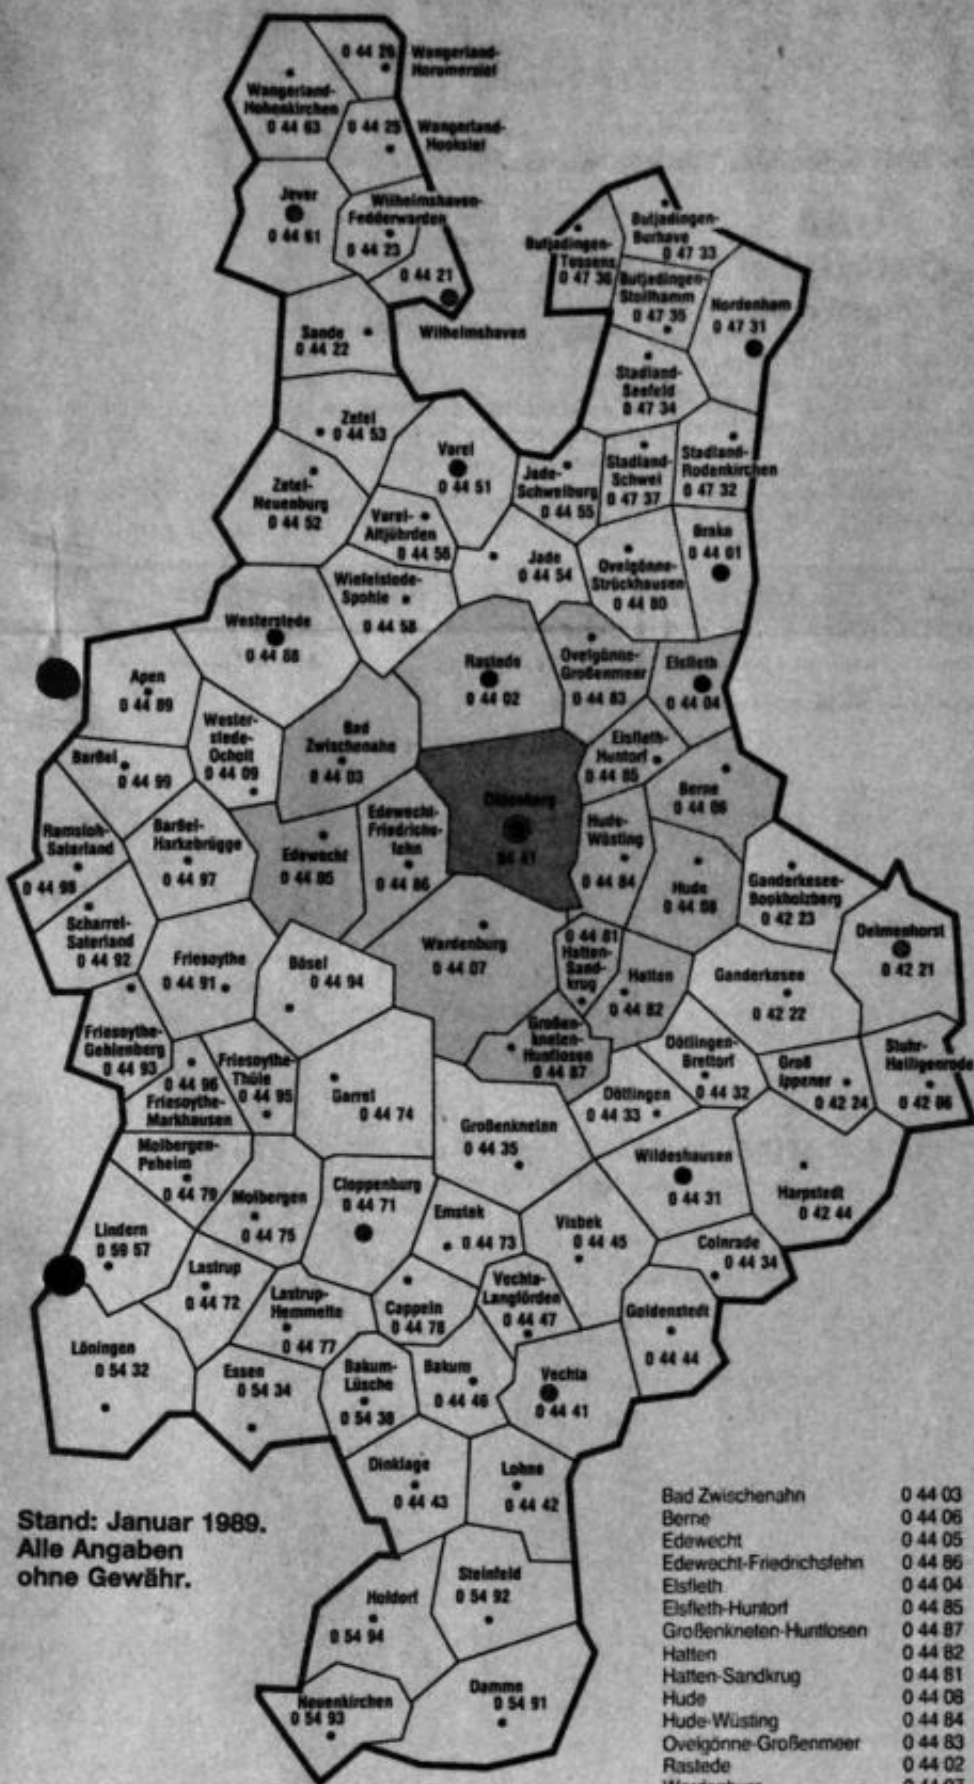 0 44 26
Wangerland-
Horumersiel
Wangerland-
Hohenkirchen
0 44 63
0 44 25
Wangerland-
Hooksiel
Jever
0 44 61
Wilhelmshaven-
Fedderwarden
0 44 23
0 44 21
Wilhelmshaven
Butjadingen-
Burhave
0 47 33
Butjadingen-
Tossens
0 47 36
Butjadingen-
Stollhamm
0 47 35
Nordenham
0 47 31
Sande
0 44 22
Stadland-
Seefeld
0 47 34
Zetel
0 44 53
Varel
0 44 51
Zetel-
Neuenburg
0 44 52
Jade-
Schweiburg
0 44 55
Stadland-
Schwei
0 47 37
Stadland-
Rodenkirchen
0 47 32
Varel-
Altjührden
0 44 56
Jade
0 44 54
Ovelgönne-
Strückhausen
0 44 80
Brake
0 44 01
Wiefelstede-
Spohle
0 44 58
Westerstede
0 44 88
Rastede
0 44 02
Ovelgönne-
Großenmeer
0 44 83
Elsfleth
0 44 04
Apen
0 44 89
Wester-
stede-
Ocholt
0 44 09
Bad
Zwischenahn
0 44 03
Elsfleth-
Huntorf
0 44 85
Berne
0 44 06
Barßel
0 44 99
Oldenburg
04 41
Ramsloh-
Saterland
0 44 98
Barßel-
Harkebrügge
0 44 97
Edewecht
0 44 05
Edewecht-
Friedrichs-
fehn
0 44 86
Hude-
Wüsting
0 44 84
Hude
0 44 08
Ganderkesee-
Bookholzberg
0 42 23
Delmenhorst
0 42 21
Scharrel-
Saterland
0 44 92
Friesoythe
0 44 91
Bösel
0 44 94
Wardenburg
0 44 07
0 44 81
Hatten-
Sand-
krug
Hatten
0 44 82
Ganderkesee
0 42 22
Friesoythe-
Gehlenberg
0 44 93
0 44 96
Friesoythe-
Markhausen
Friesoythe-
Thüle
0 44 95
Garrel
0 44 74
Großen-
kneten-
Huntlosen
0 44 87
Dötlingen-
Brettorf
0 44 32
Groß
Ippener
0 42 24
Stuhr-
Heiligenrode
0 42 06
Dötlingen
0 44 33
Großenkneten
0 44 35
Wildeshausen
0 44 31
Harpstedt
0 42 44
Molbergen-
Peheim
0 44 79
Molbergen
0 44 75
Cloppenburg
0 44 71
Emstek
0 44 73
Visbek
0 44 45
Colnrade
0 44 34
Lindern
0 59 57
Lastrup
0 44 72
Lastrup-
Hemmelte
0 44 77
Cappeln
0 44 78
Vechta-
Langförden
0 44 47
Goldenstedt
0 44 44
Löningen
0 54 32
Essen
0 54 34
Bakum-
Lüsche
0 54 38
Bakum
0 44 46
Vechta
0 44 41
Dinklage
0 44 43
Lohne
0 44 42
Steinfeld
0 54 92
Holdorf
0 54 94
Neuenkirchen
0 54 93
Damme
0 54 91
Stand: Januar 1989.
Alle Angaben
ohne Gewähr.
Bad Zwischenahn 0 44 03
Berne 0 44 06
Edewecht 0 44 05
Edewecht-Friedrichsfehn 0 44 86
Elsfleth 0 44 04
Elsfleth-Huntorf 0 44 85
Großenkneten-Huntlosen 0 44 87
Hatten 0 44 82
Hatten-Sandkrug 0 44 81
Hude 0 44 08
Hude-Wüsting 0 44 84
Ovelgönne-Großenmeer 0 44 83
Rastede 0 44 02